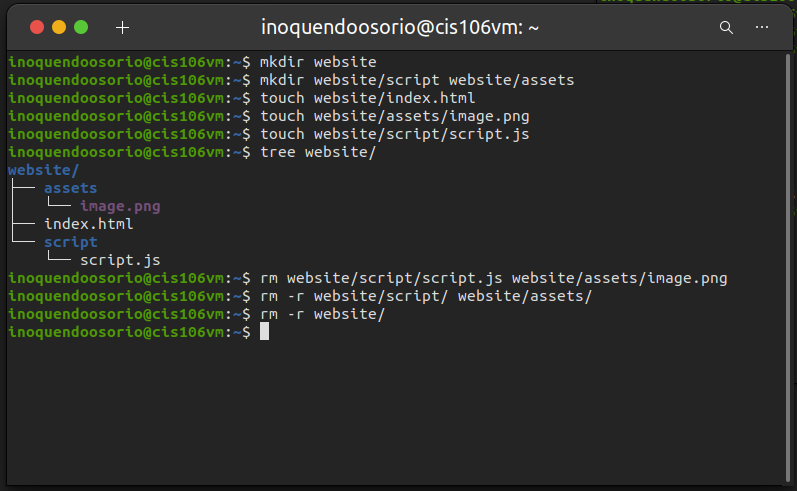 inoquendoosorio@cis106vm: ~
inoquendoosorio@cis106vm:~$ mkdir website
inoquendoosorio@cis106vm:~$ mkdir website/script website/assets
inoquendoosorio@cis106vm:~$ touch website/index.html
inoquendoosorio@cis106vm:~$ touch website/assets/image.png
inoquendoosorio@cis106vm:~$ touch website/script/script.js
inoquendoosorio@cis106vm:~$ tree website/
website/
├── assets
│   └── image.png
├── index.html
└── script
    └── script.js
inoquendoosorio@cis106vm:~$ rm website/script/script.js website/assets/image.png
inoquendoosorio@cis106vm:~$ rm -r website/script/ website/assets/
inoquendoosorio@cis106vm:~$ rm -r website/
inoquendoosorio@cis106vm:~$